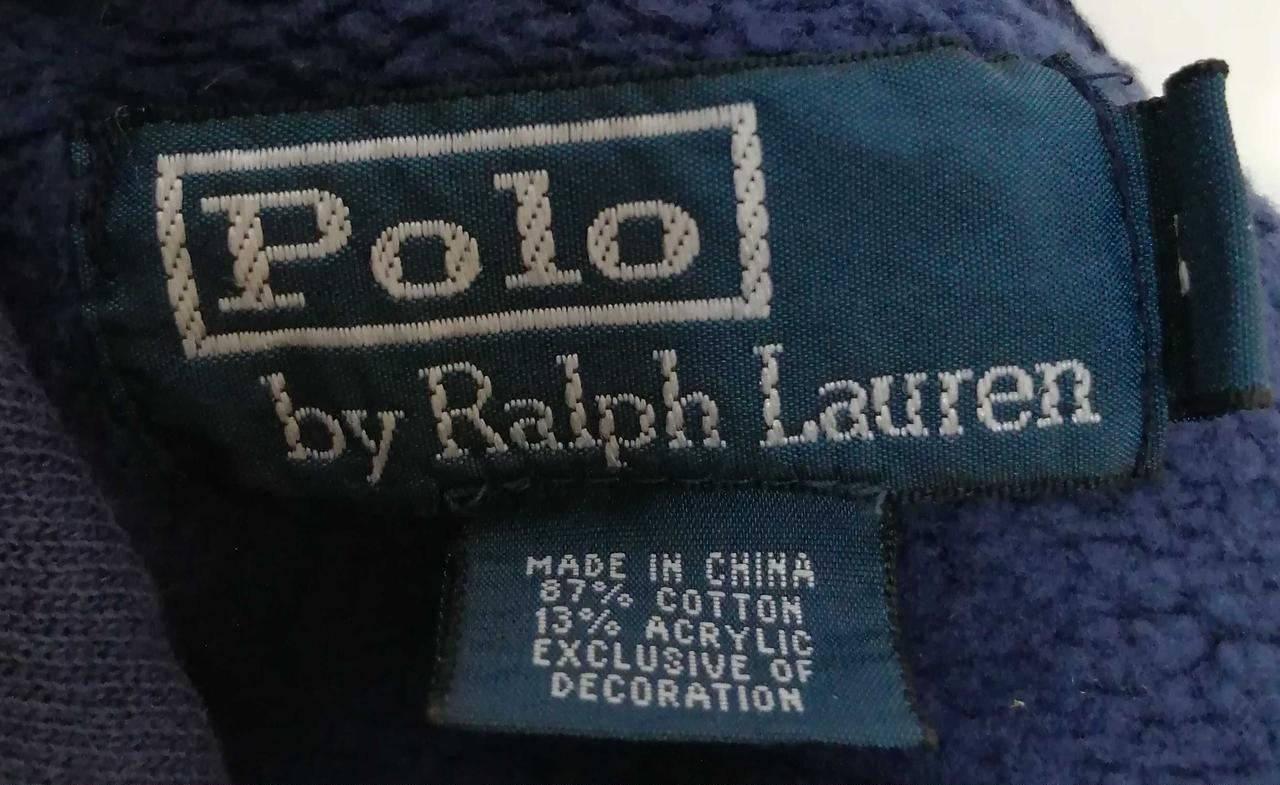 Polo
by Ralph Lauren
MADE IN CHINA
87% COTTON
13% ACRYLIC
EXCLUSIVE OF
DECORATION